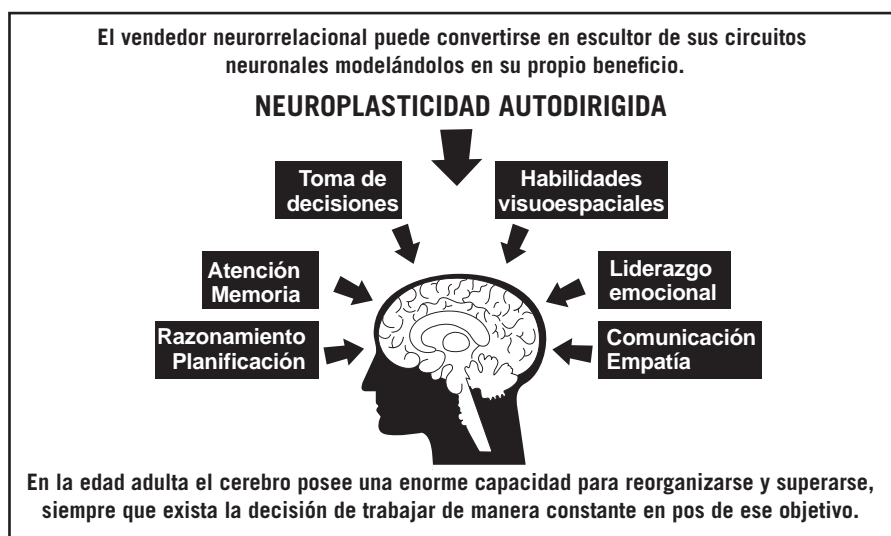 El vendedor neurorrelacional puede convertirse en escultor de sus circuitos
neuronales modelándolos en su propio beneficio.
NEUROPLASTICIDAD AUTODIRIGIDA
Toma de
decisiones
Habilidades
visuoespaciales
Atención
Memoria
Liderazgo
emocional
Razonamiento
Planificación
Comunicación
Empatía
En la edad adulta el cerebro posee una enorme capacidad para reorganizarse y superarse,
siempre que exista la decisión de trabajar de manera constante en pos de ese objetivo.